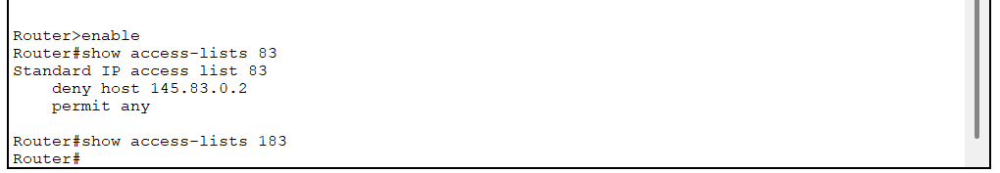 Router>enable
Router#show access-lists 83
Standard IP access list 83
    deny host 145.83.0.2
    permit any

Router#show access-lists 183
Router#